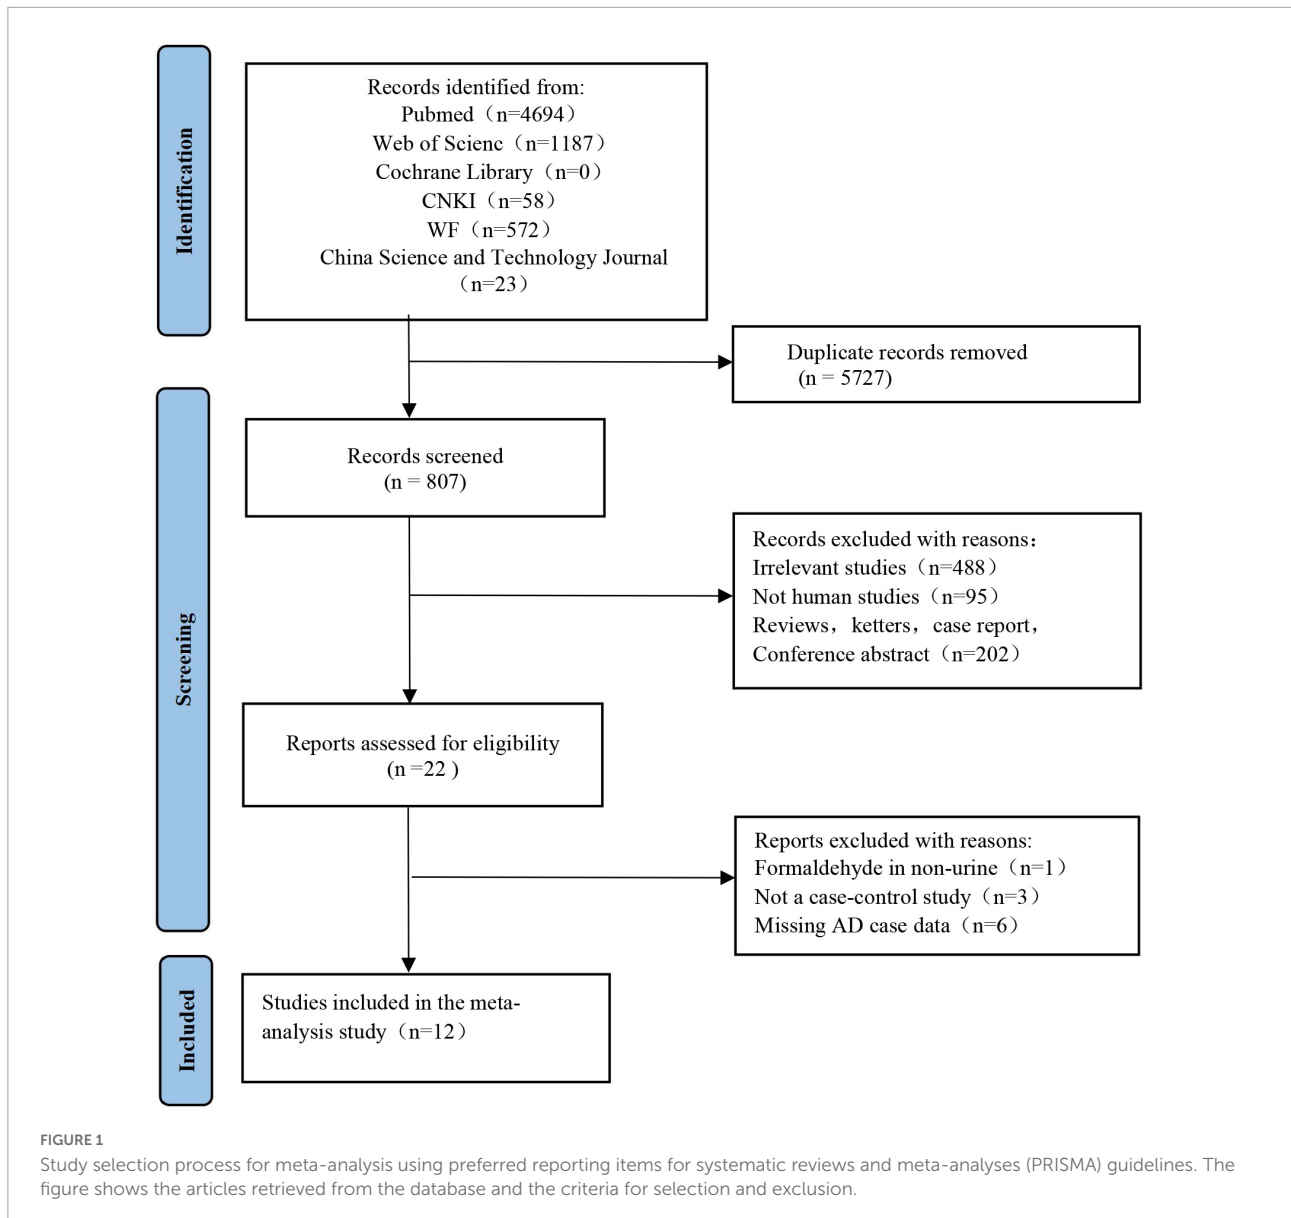 Identification
Records identified from:
Pubmed（n=4694）
Web of Scienc（n=1187）
Cochrane Library（n=0）
CNKI（n=58）
WF（n=572）
China Science and Technology Journal
（n=23）
Duplicate records removed
(n = 5727)
Screening
Records screened
(n = 807)
Records excluded with reasons：
Irrelevant studies（n=488）
Not human studies（n=95）
Reviews，ketters，case report，
Conference abstract（n=202）
Reports assessed for eligibility
(n =22 )
Reports excluded with reasons:
Formaldehyde in non-urine（n=1）
Not a case-control study（n=3）
Missing AD case data（n=6）
Included
Studies included in the meta-
analysis study（n=12）
FIGURE 1
Study selection process for meta-analysis using preferred reporting items for systematic reviews and meta-analyses (PRISMA) guidelines. The
figure shows the articles retrieved from the database and the criteria for selection and exclusion.